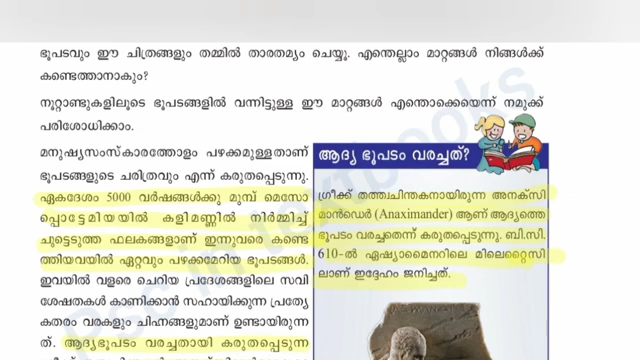 ഭൂപടവും ഈ ചിത്രങ്ങളും തമ്മിൽ താരതമ്യം ചെയ്യൂ. എന്തെല്ലാം മാറ്റങ്ങൾ നിങ്ങൾക്ക്
കണ്ടെത്താനാകും?
നൂറ്റാണ്ടുകളിലൂടെ ഭൂപടങ്ങളിൽ വന്നിട്ടുള്ള ഈ മാറ്റങ്ങൾ എന്തൊക്കെയെന്ന് നമുക്ക്
പരിശോധിക്കാം.
മനുഷ്യസംസ്കാരത്തോളം പഴക്കമുള്ളതാണ്
ഭൂപടങ്ങളുടെ ചരിത്രവും എന്ന് കരുതപ്പെടുന്നു.
ഏകദേശം 5000 വർഷങ്ങൾക്കു മുമ്പ് മെസോ
പ്പൊട്ടേമിയയിൽ കളിമണ്ണിൽ നിർമ്മിച്ച്
ചുട്ടെടുത്ത ഫലകങ്ങളാണ് ഇന്നുവരെ കണ്ടെ
ത്തിയവയിൽ ഏറ്റവും പഴക്കമേറിയ ഭൂപടങ്ങൾ.
ഇവയിൽ വളരെ ചെറിയ പ്രദേശങ്ങളിലെ സവി
ശേഷതകൾ കാണിക്കാൻ സഹായിക്കുന്ന പ്രത്യേ
കതരം വരകളും ചിഹ്നങ്ങളുമാണ് ഉണ്ടായിരുന്ന
ത്. ആദ്യഭൂപടം വരച്ചതായി കരുതപ്പെടുന്ന
ആദ്യ ഭൂപടം വരച്ചത്?
ഗ്രീക്ക് തത്ത്വചിന്തകനായിരുന്ന അനക്സി
മാൻഡെർ (Anaximander) ആണ് ആദ്യത്തെ
ഭൂപടം വരച്ചതെന്ന് കരുതപ്പെടുന്നു. ബി.സി.
610-ൽ ഏഷ്യാമൈനറിലെ മിലെറ്റൈസി
ലാണ് ഇദ്ദേഹം ജനിച്ചത്.